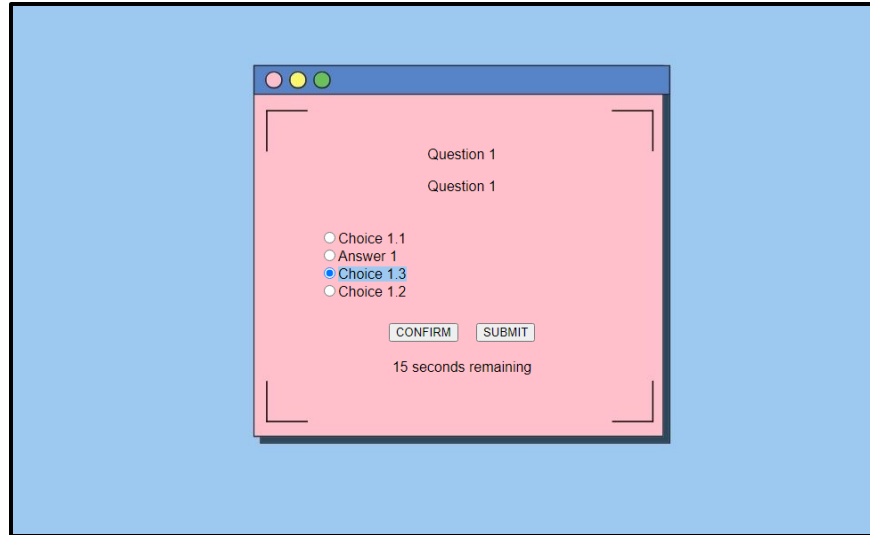 Question 1
Question 1
Choice 1.1
Answer 1
Choice 1.3
Choice 1.2
CONFIRM SUBMIT
15 seconds remaining